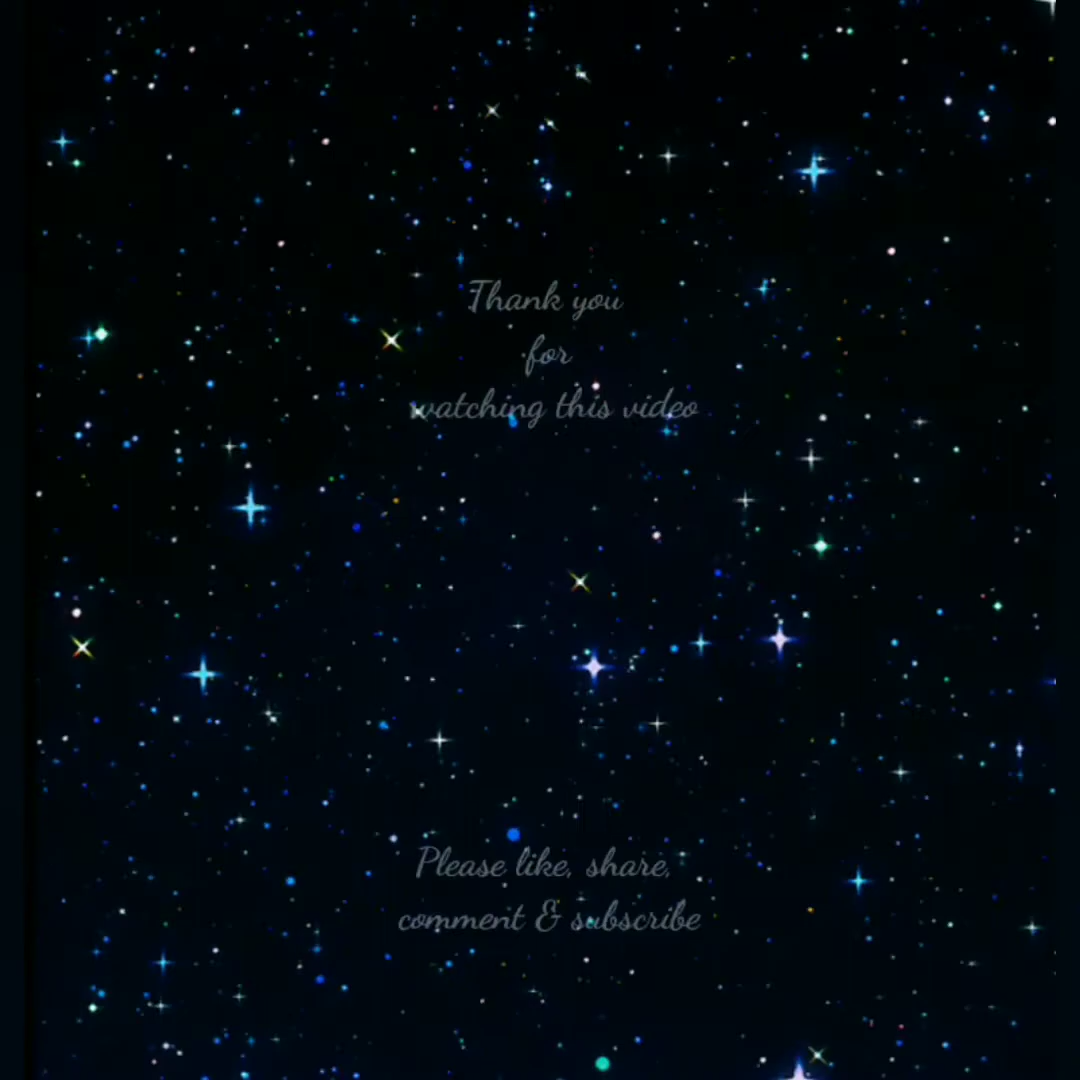 Thank you
for
watching this video
Please like, share,
comment & subscribe